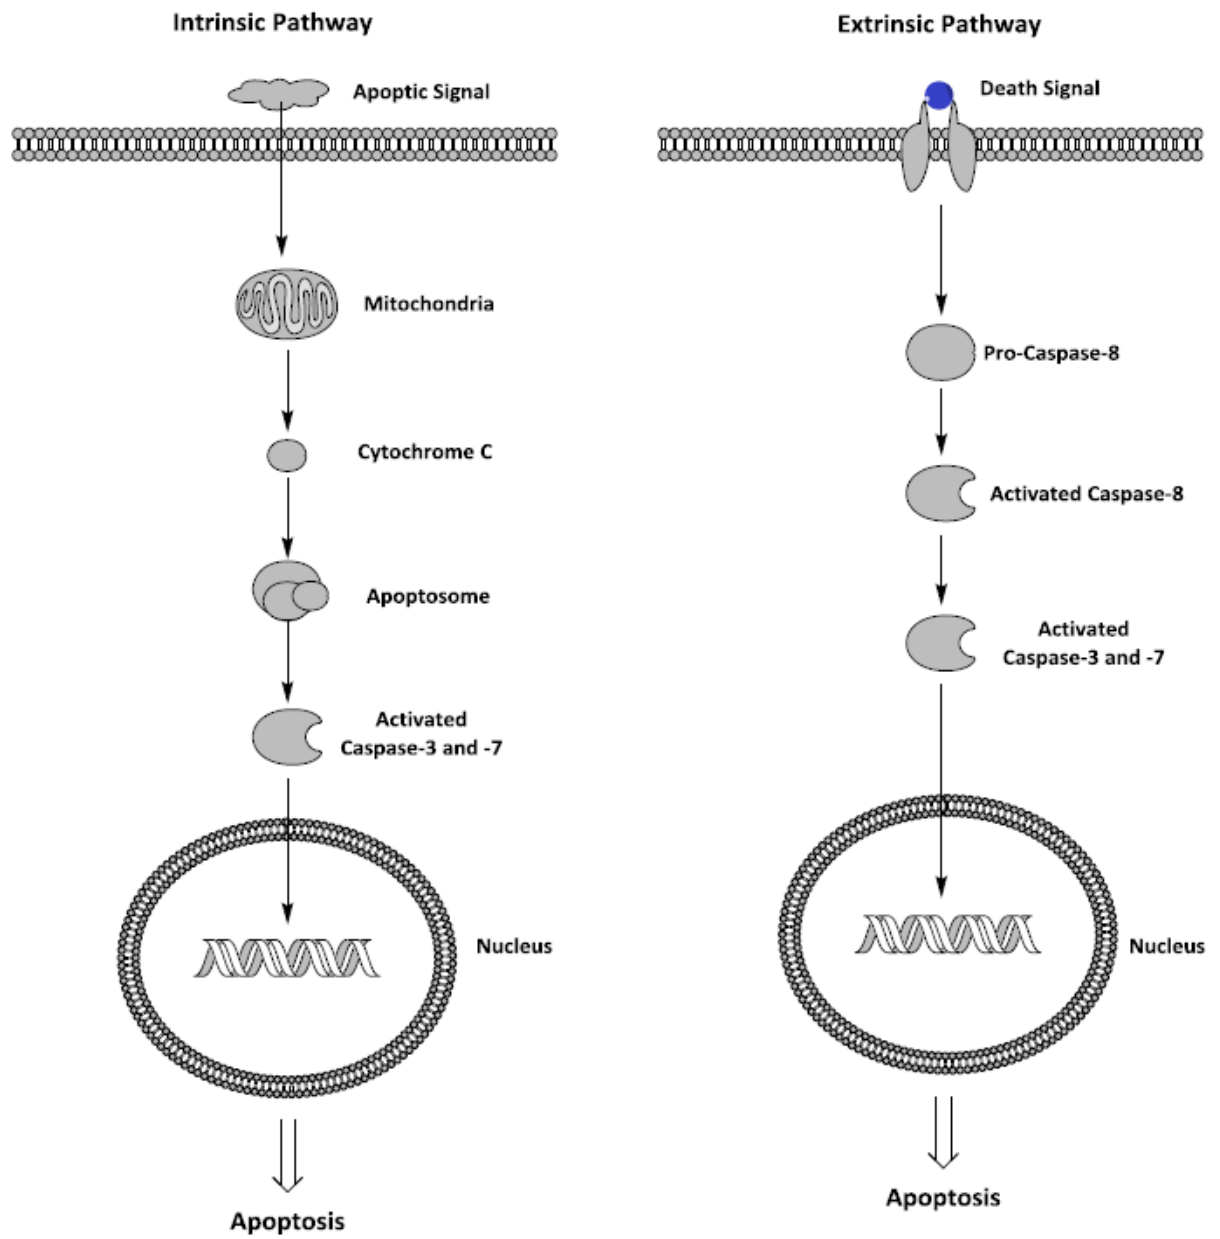 Intrinsic Pathway
Apoptic Signal
Mitochondria
Cytochrome C
Apoptosome
Activated
Caspase-3 and -7
Nucleus
Apoptosis
Extrinsic Pathway
Death Signal
Pro-Caspase-8
Activated Caspase-8
Activated
Caspase-3 and -7
Nucleus
Apoptosis